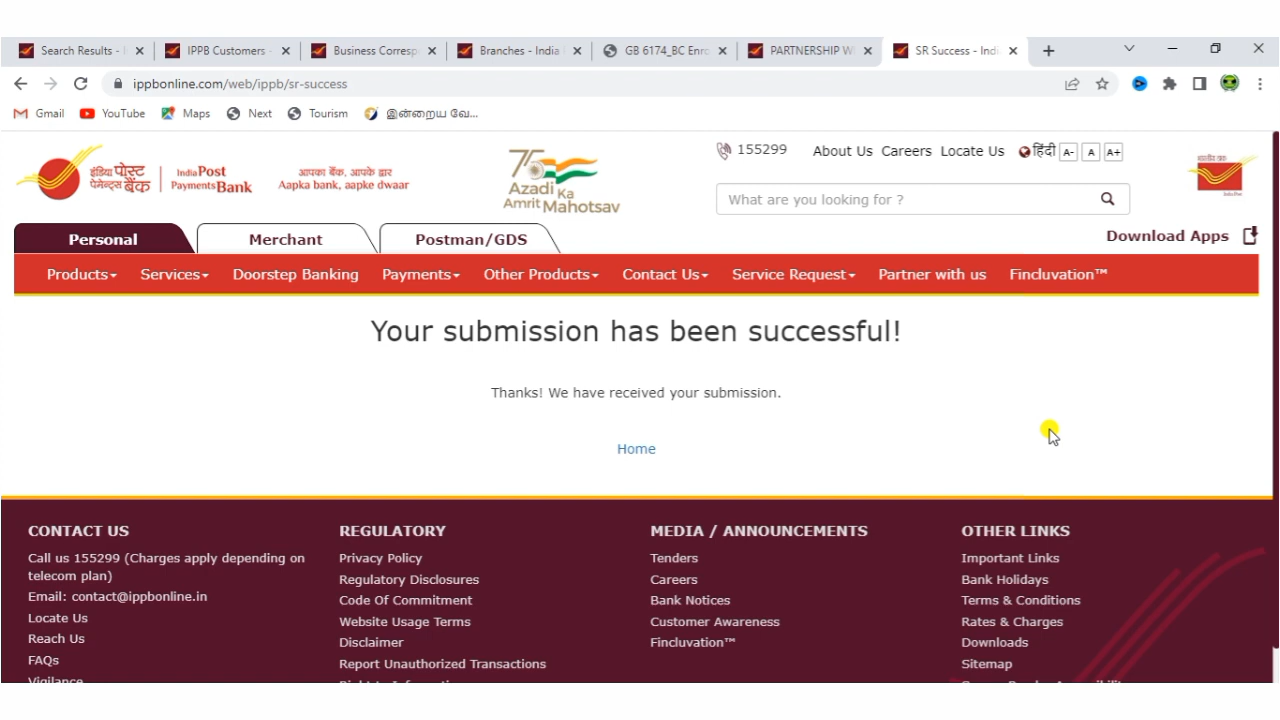 Search Results - I
IPPB Customers -
Business Corresp
Branches - India
GB 6174_BC Enro
PARTNERSHIP W
SR Success - Indi
ippbonline.com/web/ippb/sr-success
Gmail
YouTube
Maps
Next
Tourism
இன்றைய வே...
इंडिया पोस्ट
पेमेन्ट्स बैंक
IndiaPost
PaymentsBank
आपका बैंक, आपके द्वार
Aapka bank, aapke dwaar
75
Azadi Ka
Amrit Mahotsav
155299
About Us
Careers
Locate Us
हिंदी
A-
A
A+
What are you looking for ?
Personal
Merchant
Postman/GDS
Download Apps
Products
Services
Doorstep Banking
Payments
Other Products
Contact Us
Service Request
Partner with us
Fincluvation™
Your submission has been successful!
Thanks! We have received your submission.
Home
CONTACT US
Call us 155299 (Charges apply depending on
telecom plan)
Email: contact@ippbonline.in
Locate Us
Reach Us
FAQs
Vigilance
REGULATORY
Privacy Policy
Regulatory Disclosures
Code Of Commitment
Website Usage Terms
Disclaimer
Report Unauthorized Transactions
MEDIA / ANNOUNCEMENTS
Tenders
Careers
Bank Notices
Customer Awareness
Fincluvation™
OTHER LINKS
Important Links
Bank Holidays
Terms & Conditions
Rates & Charges
Downloads
Sitemap